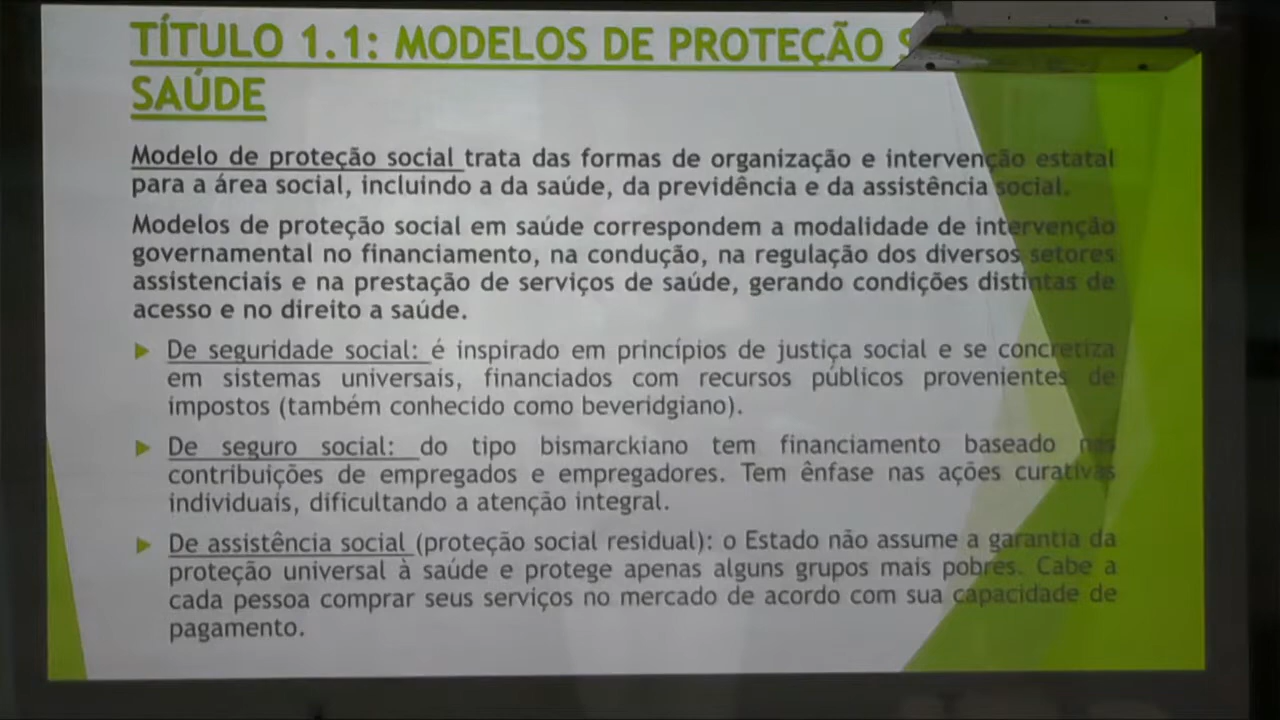 TÍTULO 1.1: MODELOS DE PROTEÇÃO
SAÚDE
Modelo de proteção social trata das formas de organização e intervenção estatal
para a área social, incluindo a da saúde, da previdência e da assistência social.
Modelos de proteção social em saúde correspondem a modalidade de intervenção
governamental no financiamento, na condução, na regulação dos diversos setores
assistenciais e na prestação de serviços de saúde, gerando condições distintas de
acesso e no direito a saúde.
De seguridade social: é inspirado em princípios de justiça social e se concretiza
em sistemas universais, financiados com recursos públicos provenientes de
impostos (também conhecido como beveridgiano).
De seguro social: do tipo bismarckiano tem financiamento baseado nas
contribuições de empregados e empregadores. Tem ênfase nas ações curativas
individuais, dificultando a atenção integral.
De assistência social (proteção social residual): o Estado não assume a garantia da
proteção universal à saúde e protege apenas alguns grupos mais pobres. Cabe a
cada pessoa comprar seus serviços no mercado de acordo com sua capacidade de
pagamento.